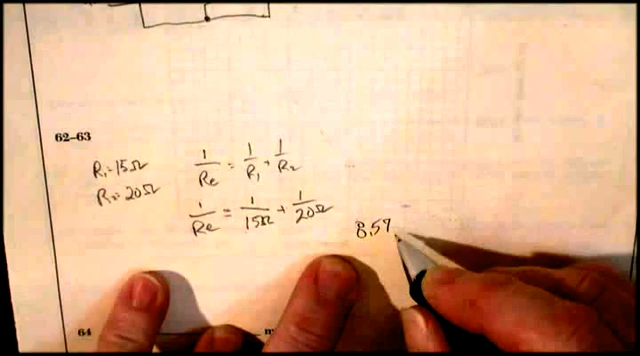 62–63
R₁=15Ω
R₂=20Ω
1/Re = 1/R₁ + 1/R₂
1/Re = 1/15Ω + 1/20Ω
8.57
64